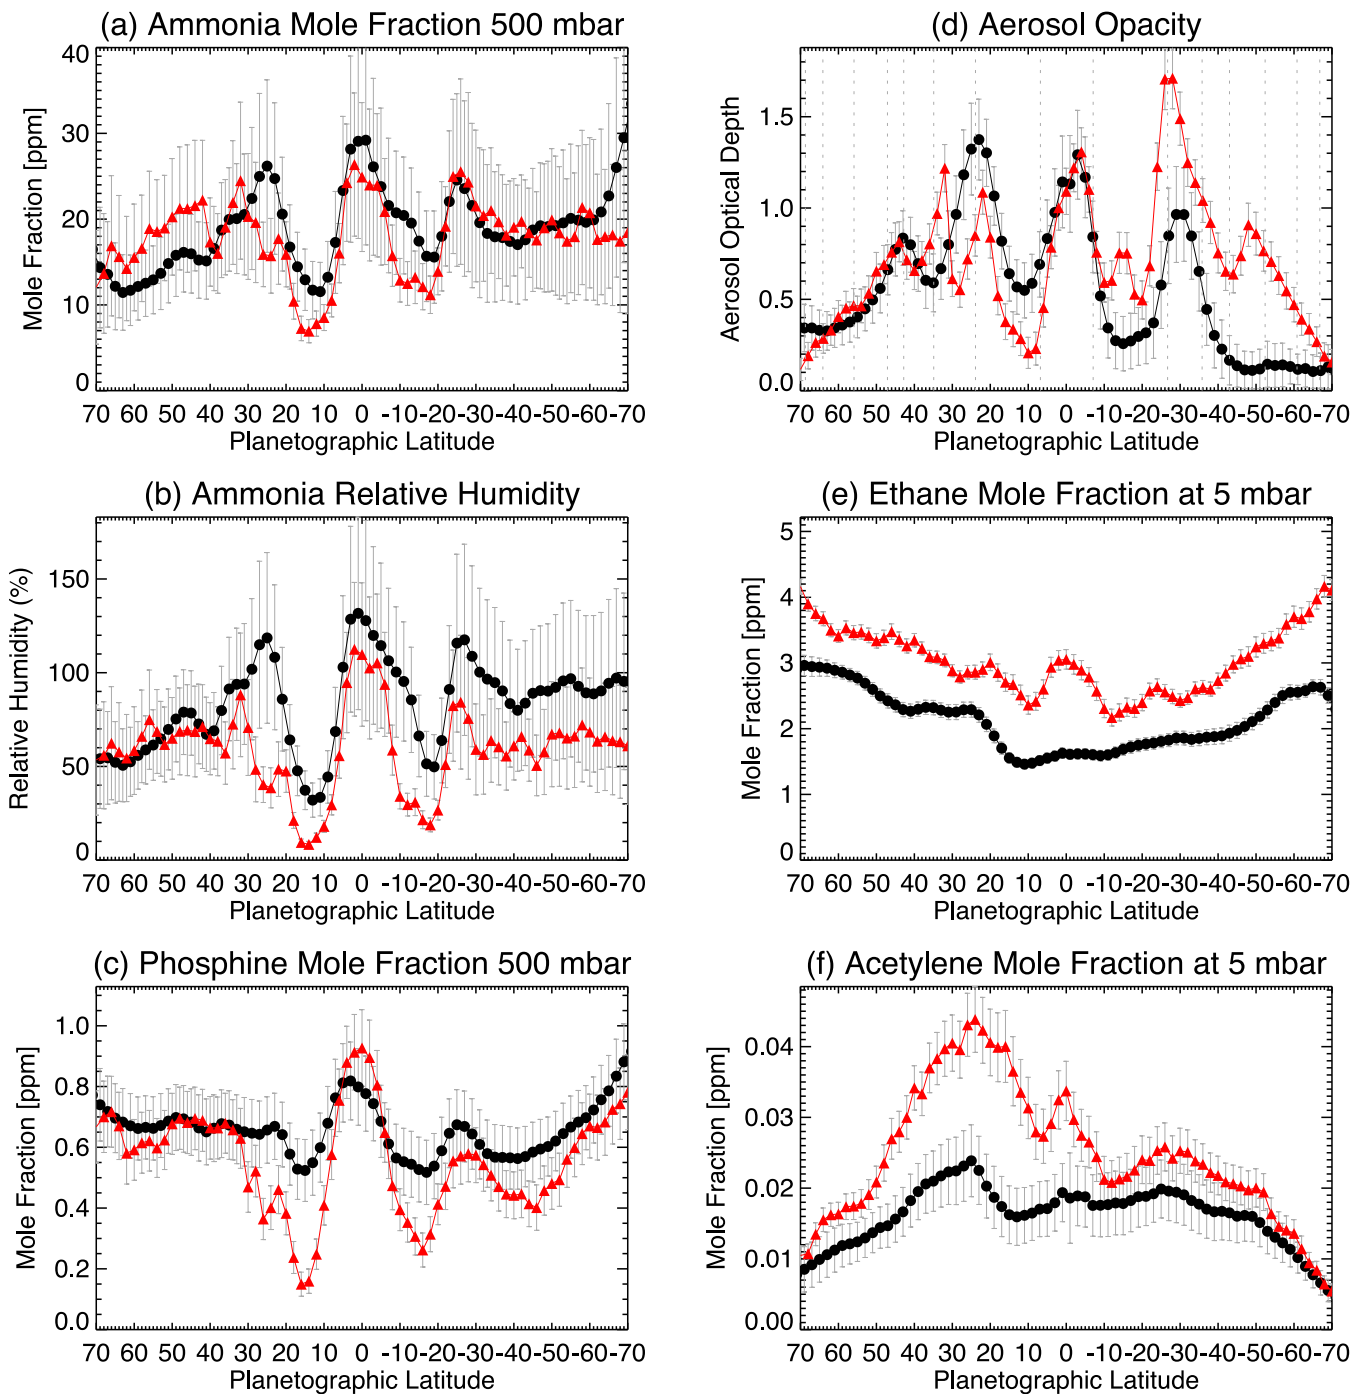 (a) Ammonia Mole Fraction 500 mbar
Mole Fraction [ppm]
40
30
20
10
0
70 60 50 40 30 20 10 0 -10 -20 -30 -40 -50 -60 -70
Planetographic Latitude
(d) Aerosol Opacity
Aerosol Optical Depth
1.5
1.0
0.5
0.0
70 60 50 40 30 20 10 0 -10 -20 -30 -40 -50 -60 -70
Planetographic Latitude
(b) Ammonia Relative Humidity
Relative Humidity (%)
150
100
50
0
70 60 50 40 30 20 10 0 -10 -20 -30 -40 -50 -60 -70
Planetographic Latitude
(e) Ethane Mole Fraction at 5 mbar
Mole Fraction [ppm]
5
4
3
2
1
0
70 60 50 40 30 20 10 0 -10 -20 -30 -40 -50 -60 -70
Planetographic Latitude
(c) Phosphine Mole Fraction 500 mbar
Mole Fraction [ppm]
1.0
0.8
0.6
0.4
0.2
0.0
70 60 50 40 30 20 10 0 -10 -20 -30 -40 -50 -60 -70
Planetographic Latitude
(f) Acetylene Mole Fraction at 5 mbar
Mole Fraction [ppm]
0.04
0.03
0.02
0.01
0.00
70 60 50 40 30 20 10 0 -10 -20 -30 -40 -50 -60 -70
Planetographic Latitude